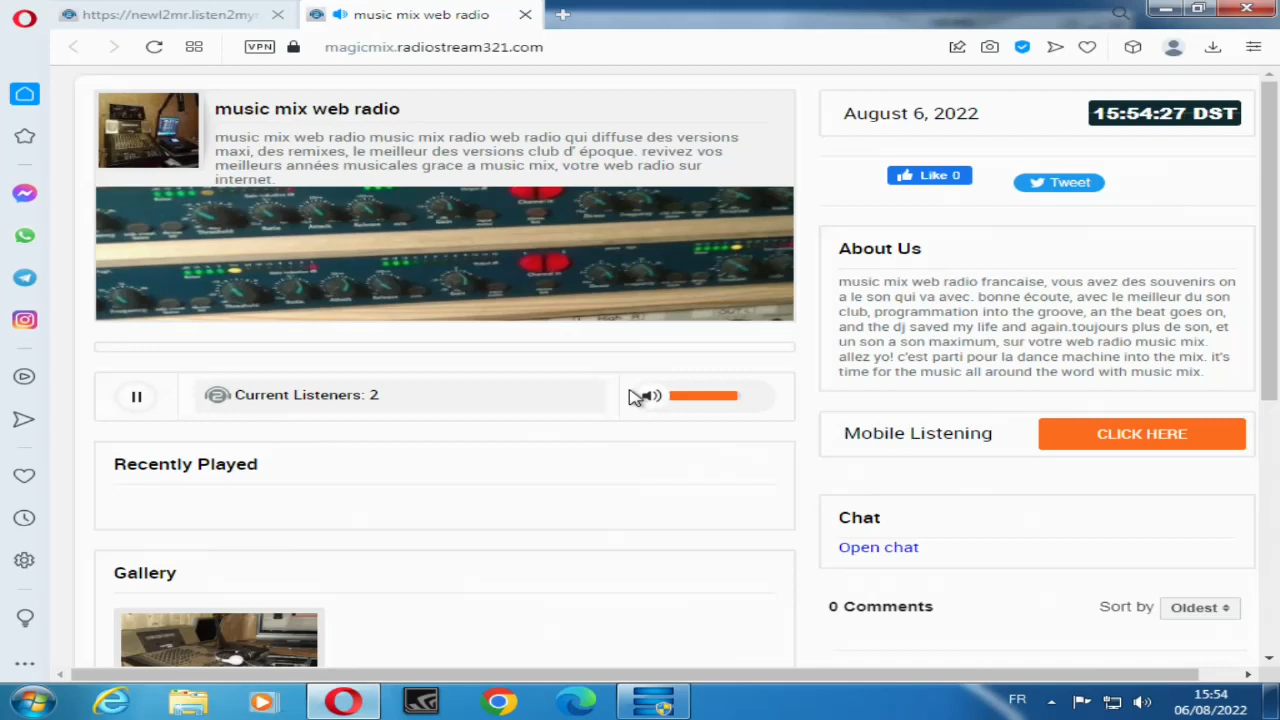 https://newl2mr.listen2my
music mix web radio
VPN
magicmix.radiostream321.com
music mix web radio
music mix web radio music mix radio web radio qui diffuse des versions
maxi, des remixes, le meilleur des versions club d' époque. revivez vos
meilleurs années musicales grace a music mix, votre web radio sur
internet.
August 6, 2022
15:54:27 DST
Like 0
Tweet
About Us
music mix web radio francaise, vous avez des souvenirs on
a le son qui va avec. bonne écoute, avec le meilleur du son
club, programmation into the groove, an the beat goes on,
and the dj saved my life and again.toujours plus de son, et
un son a son maximum, sur votre web radio music mix.
allez yo! c'est parti pour la dance machine into the mix. it's
time for the music all around the word with music mix.
Current Listeners: 2
Mobile Listening
CLICK HERE
Recently Played
Chat
Open chat
Gallery
0 Comments
Sort by
Oldest
FR
15:54
06/08/2022